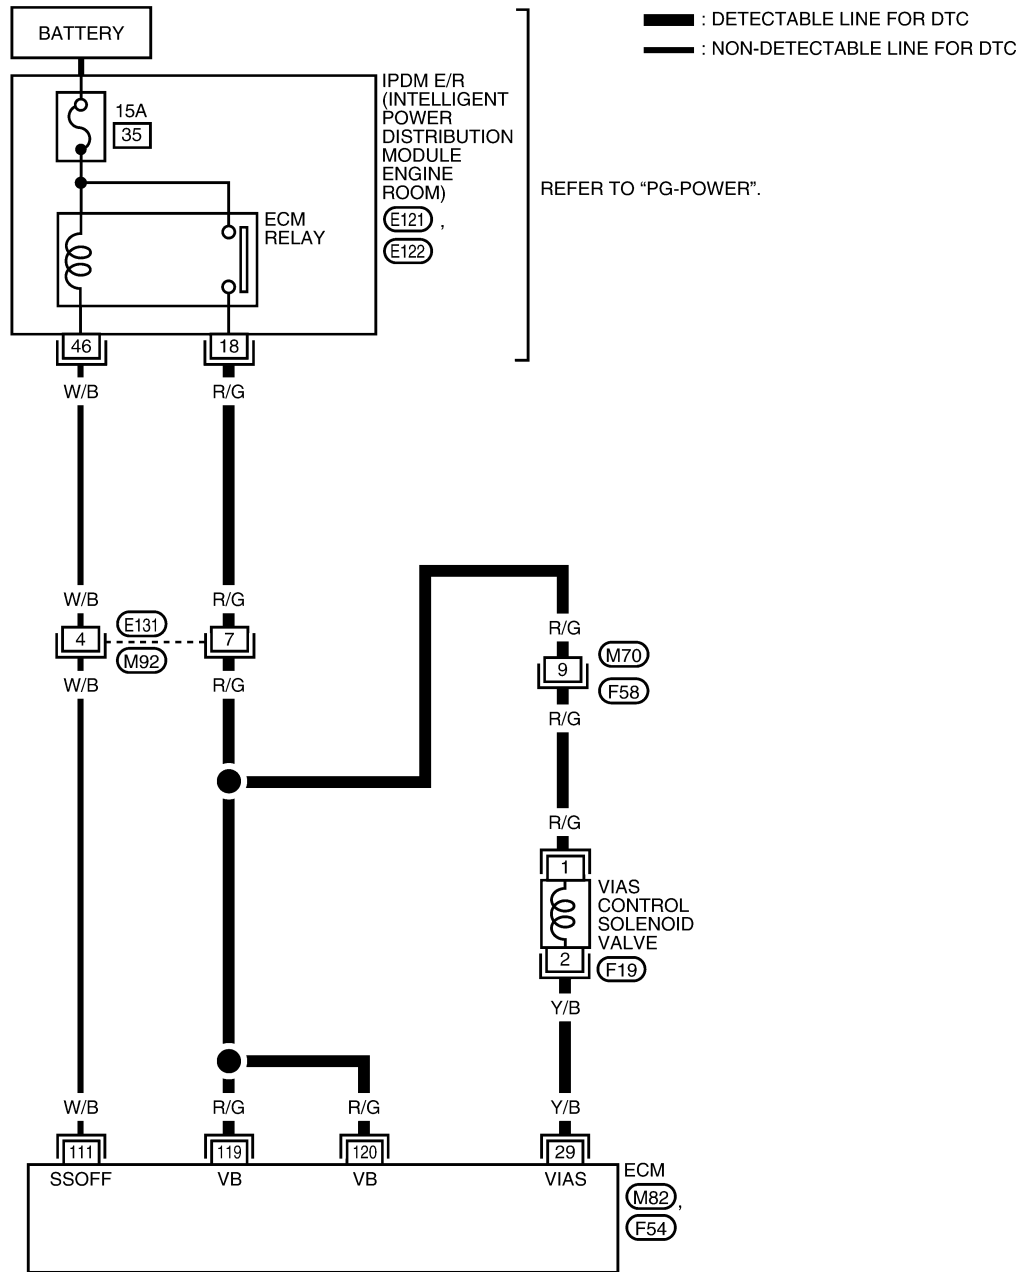 BATTERY
: DETECTABLE LINE FOR DTC
: NON-DETECTABLE LINE FOR DTC
15A
35
IPDM E/R
(INTELLIGENT
POWER
DISTRIBUTION
MODULE
ENGINE
ROOM)
E121 ,
E122
REFER TO “PG-POWER”.
ECM
RELAY
46
18
W/B
R/G
W/B
R/G
4
E131
M92
7
W/B
R/G
R/G
9
M70
F58
R/G
R/G
1
VIAS
CONTROL
SOLENOID
VALVE
2
F19
Y/B
W/B
R/G
R/G
Y/B
111
119
120
29
SSOFF
VB
VB
VIAS
ECM
M82 ,
F54